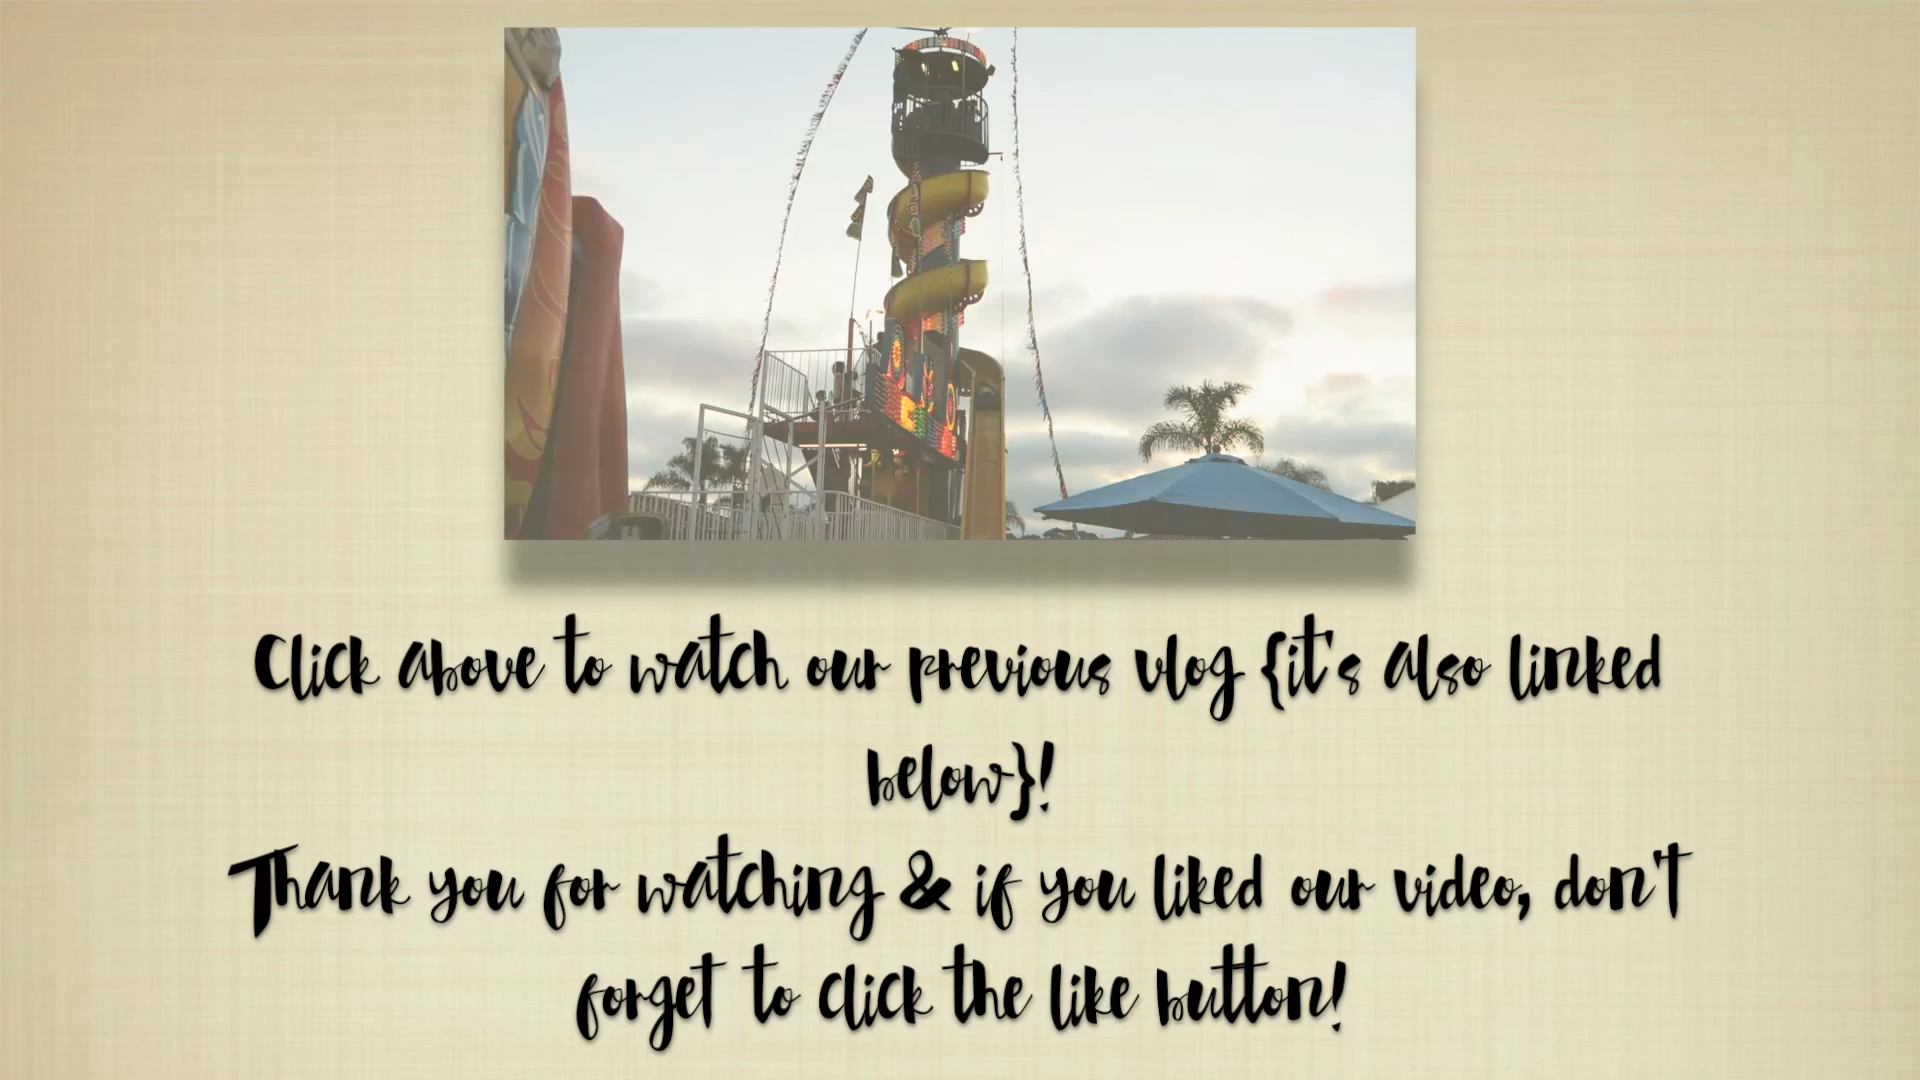 Click above to watch our previous vlog {it's also linked
below}!
Thank you for watching & if you liked our video, don't
forget to click the like button!